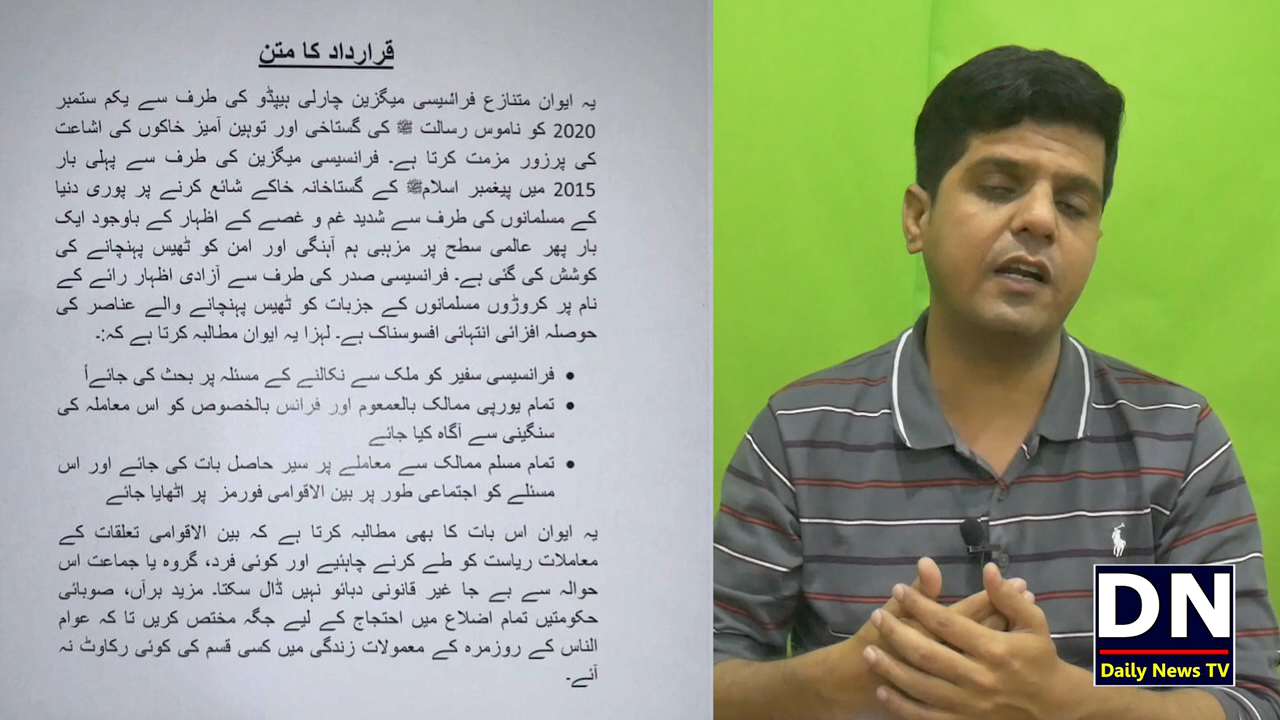 قرارداد کا متن
یہ ایوان متنازع فرانسیسی میگزین چارلی ہیپڈو کی طرف سے یکم ستمبر
2020 کو ناموس رسالت ﷺ کی گستاخی اور توہین آمیز خاکوں کی اشاعت
کی پرزور مزمت کرتا ہے۔ فرانسیسی میگزین کی طرف سے پہلی بار
2015 میں پیغمبر اسلامﷺ کے گستاخانہ خاکے شائع کرنے پر پوری دنیا
کے مسلمانوں کی طرف سے شدید غم و غصے کے اظہار کے باوجود ایک
بار پھر عالمی سطح پر مزہبی ہم آہنگی اور امن کو ٹھیس پہنچانے کی
کوشش کی گئی ہے۔ فرانسیسی صدر کی طرف سے آزادی اظہار رائے کے
نام پر کروڑوں مسلمانوں کے جزبات کو ٹھیس پہنچانے والے عناصر کی
حوصلہ افزائی انتہائی افسوسناک ہے۔ لہزا یہ ایوان مطالبہ کرتا ہے کہ:۔
• فرانسیسی سفیر کو ملک سے نکالنے کے مسئلہ پر بحث کی جائےأ
• تمام یورپی ممالک بالعمعوم اور فرانس بالخصوص کو اس معاملہ کی
سنگینی سے آگاہ کیا جائے
• تمام مسلم ممالک سے معاملے پر سیر حاصل بات کی جائے اور اس
مسئلے کو اجتماعی طور پر بین الاقوامی فورمز پر اٹھایا جائے
یہ ایوان اس بات کا بھی مطالبہ کرتا ہے کہ بین الاقوامی تعلقات کے
معاملات ریاست کو طے کرنے چاہئیے اور کوئی فرد، گروہ یا جماعت اس
حوالہ سے بے جا غیر قانونی دبائو نہیں ڈال سکتا۔ مزید برآں، صوبائی
حکومتیں تمام اضلاع میں احتجاج کے لیے جگہ مختص کریں تا کہ عوام
الناس کے روزمرہ کے معمولات زندگی میں کسی قسم کی کوئی رکاوٹ نہ
آئے۔
DN
Daily News TV